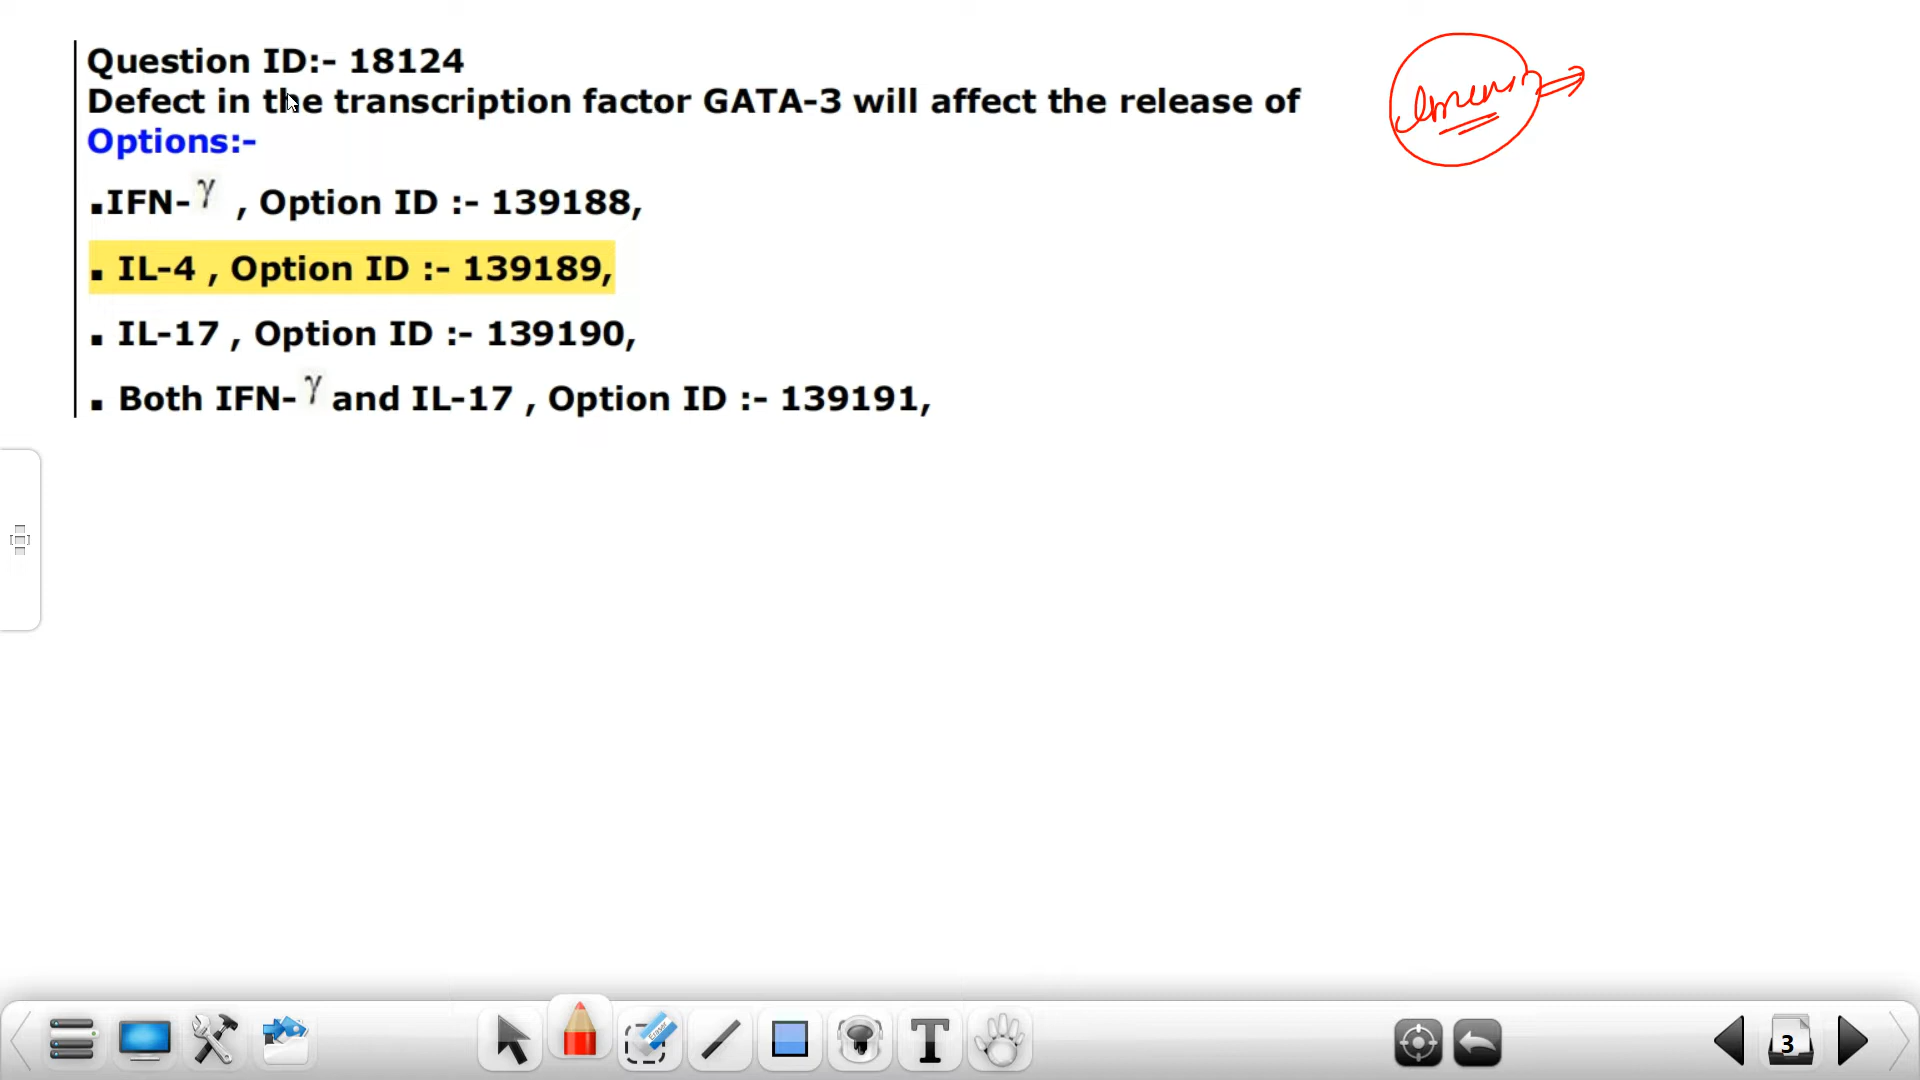 Question ID:- 18124
Defect in the transcription factor GATA-3 will affect the release of
Options:-
▪IFN-γ , Option ID :- 139188,
▪ IL-4 , Option ID :- 139189,
▪ IL-17 , Option ID :- 139190,
▪ Both IFN-γ and IL-17 , Option ID :- 139191,
Eraser
T
3